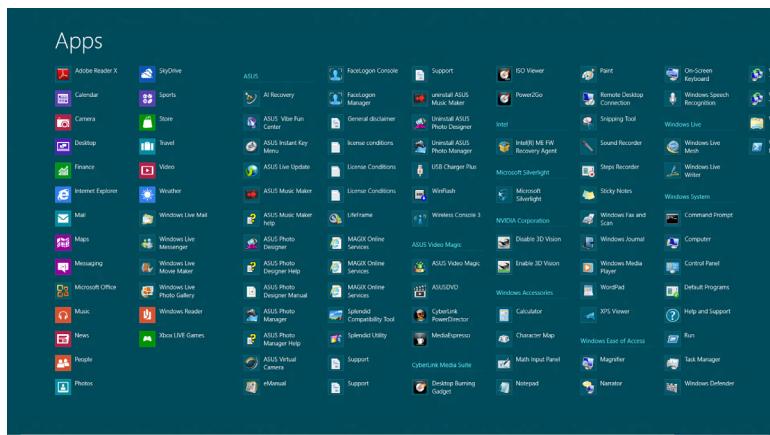 Apps
Adobe Reader X
Calendar
Camera
Desktop
Finance
Internet Explorer
Mail
Maps
Messaging
Microsoft Office
Music
News
People
Photos
SkyDrive
Sports
Store
Travel
Video
Weather
Windows Live Mail
Windows Live
Messenger
Windows Live
Movie Maker
Windows Live
Photo Gallery
Windows Reader
Xbox LIVE Games
ASUS
AI Recovery
ASUS Vibe Fun
Center
ASUS Instant Key
Menu
ASUS Live Update
ASUS Music Maker
ASUS Music Maker
help
ASUS Photo
Designer
ASUS Photo
Designer Help
ASUS Photo
Designer Manual
ASUS Photo
Manager
ASUS Photo
Manager Help
ASUS Virtual
Camera
eManual
FaceLogon Console
FaceLogon
Manager
General disclaimer
license conditions
License Conditions
License Conditions
LifeFrame
MAGIX Online
Services
MAGIX Online
Services
MAGIX Online
Services
Splendid
Compatibility Tool
Splendid Utility
Support
Support
Support
uninstall ASUS
Music Maker
Uninstall ASUS
Photo Designer
Uninstall ASUS
Photo Manager
USB Charger Plus
WinFlash
Wireless Console 3
ASUS Video Magic
ASUS Video Magic
ASUSDVD
CyberLink
PowerDirector
MediaEspresso
CyberLink Media Suite
Desktop Burning
Gadget
ISO Viewer
Power2Go
Intel
Intel(R) ME FW
Recovery Agent
Microsoft Silverlight
Microsoft
Silverlight
NVIDIA Corporation
Disable 3D Vision
Enable 3D Vision
Windows Accessories
Calculator
Character Map
Math Input Panel
Notepad
Paint
Remote Desktop
Connection
Snipping Tool
Sound Recorder
Steps Recorder
Sticky Notes
Windows Fax and
Scan
Windows Journal
Windows Media
Player
WordPad
XPS Viewer
Windows Ease of Access
Magnifier
Narrator
On-Screen
Keyboard
Windows Speech
Recognition
Windows Live
Windows Live
Mesh
Windows Live
Writer
Windows System
Command Prompt
Computer
Control Panel
Default Programs
Help and Support
Run
Task Manager
Windows Defender